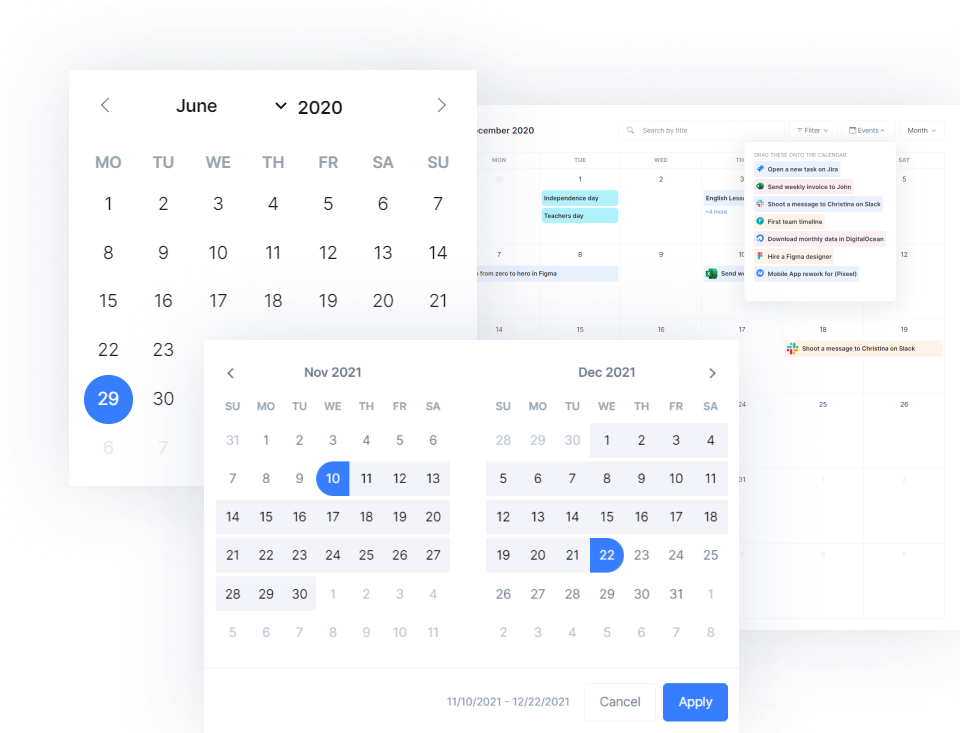 June 2020
MO TU WE TH FR SA SU
1 2 3 4 5 6 7
8 9 10 11 12 13 14
15 16 17 18 19 20 21
22 23
29 30
6 7
ecember 2020 Search by title Filter Events Month
MON TUE WED TH SAT
30 1 2 3 5
Independence day English Less
Teachers day +4 more
DRAG THESE ONTO THE CALENDAR:
Open a new task on Jira
Send weekly invoice to John
Shoot a message to Christina on Slack
First team timeline
Download monthly data in DigitalOcean
Hire a Figma designer
Mobile App rework for (Pixeel)
7 8 9 10 12
from zero to hero in Figma Send w
14 15 16 17 18 19
Shoot a message to Christina on Slack
24 25 26
31 1 2
8 9
Nov 2021
SU MO TU WE TH FR SA
31 1 2 3 4 5 6
7 8 9 10 11 12 13
14 15 16 17 18 19 20
21 22 23 24 25 26 27
28 29 30 1 2 3 4
5 6 7 8 9 10 11
Dec 2021
SU MO TU WE TH FR SA
28 29 30 1 2 3 4
5 6 7 8 9 10 11
12 13 14 15 16 17 18
19 20 21 22 23 24 25
26 27 28 29 30 31 1
2 3 4 5 6 7 8
11/10/2021 - 12/22/2021 Cancel Apply